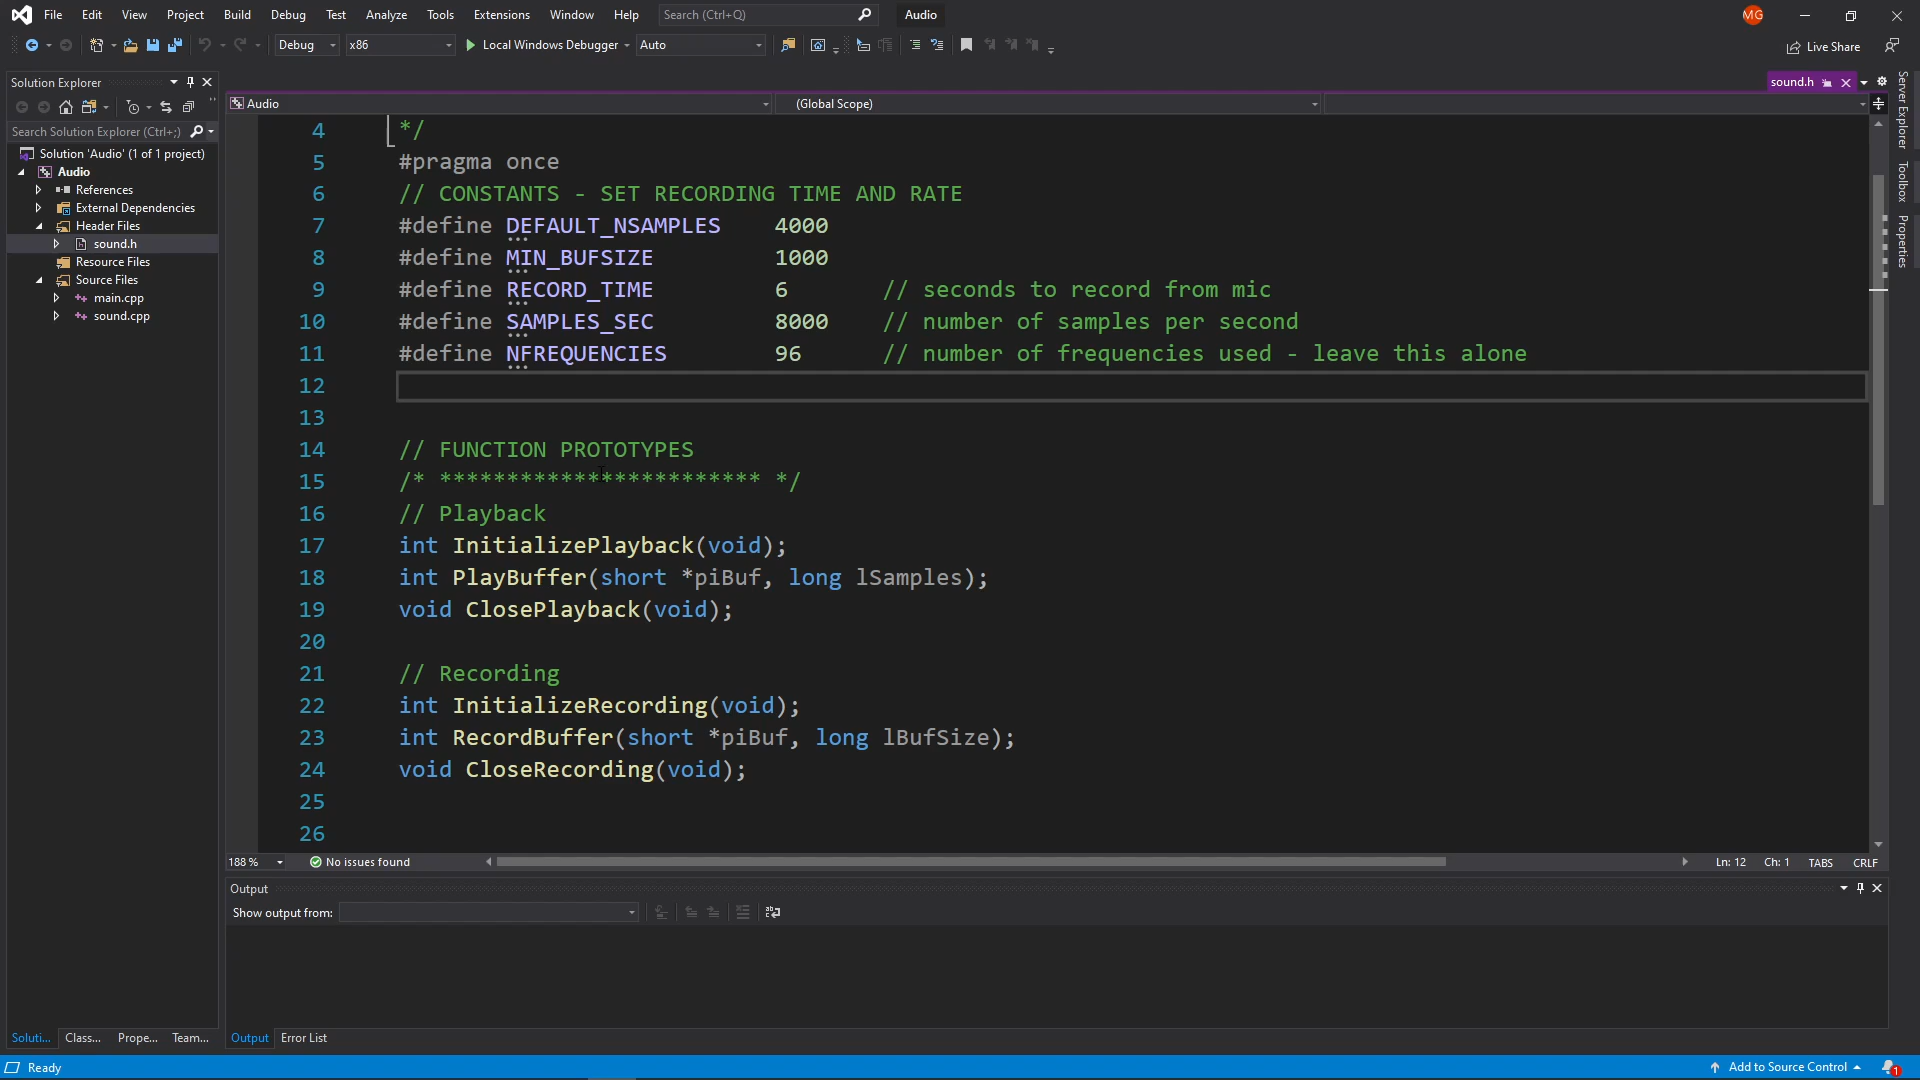 File Edit View Project Build Debug Test Analyze Tools Extensions Window Help Search (Ctrl+Q) Audio MG
Debug x86 Local Windows Debugger Auto Live Share
Solution Explorer
sound.h
Audio (Global Scope)
Search Solution Explorer (Ctrl+;)
Solution 'Audio' (1 of 1 project)
Audio
References
External Dependencies
Header Files
sound.h
Resource Files
Source Files
main.cpp
sound.cpp
4 */
5 #pragma once
6 // CONSTANTS - SET RECORDING TIME AND RATE
7 #define DEFAULT_NSAMPLES 4000
8 #define MIN_BUFSIZE 1000
9 #define RECORD_TIME 6 // seconds to record from mic
10 #define SAMPLES_SEC 8000 // number of samples per second
11 #define NFREQUENCIES 96 // number of frequencies used - leave this alone
12
13
14 // FUNCTION PROTOTYPES
15 /* ************************ */
16 // Playback
17 int InitializePlayback(void);
18 int PlayBuffer(short *piBuf, long lSamples);
19 void ClosePlayback(void);
20
21 // Recording
22 int InitializeRecording(void);
23 int RecordBuffer(short *piBuf, long lBufSize);
24 void CloseRecording(void);
25
26
188 % No issues found Ln: 12 Ch: 1 TABS CRLF
Output
Show output from:
Soluti... Class... Prope... Team... Output Error List
Ready Add to Source Control 1
Server Explorer
Toolbox
Properties